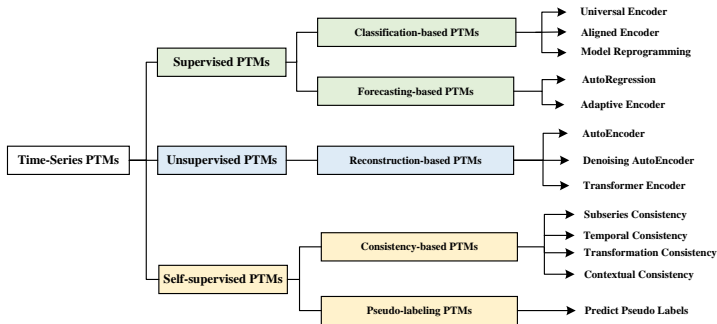 Universal Encoder
Classification-based PTMs
Aligned Encoder
Model Reprogramming
Supervised PTMs
AutoRegression
Forecasting-based PTMs
Adaptive Encoder
AutoEncoder
Time-Series PTMs
Unsupervised PTMs
Reconstruction-based PTMs
Denoising AutoEncoder
Transformer Encoder
Subseries Consistency
Temporal Consistency
Consistency-based PTMs
Transformation Consistency
Contextual Consistency
Self-supervised PTMs
Pseudo-labeling PTMs
Predict Pseudo Labels